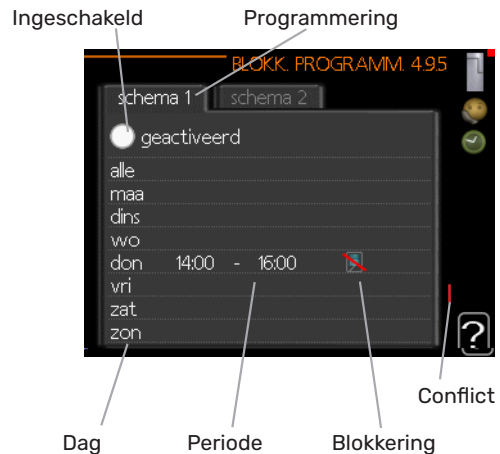 Ingeschakeld Programmering
BLOKK. PROGRAMM. 4.9.5
schema 1 schema 2
geactiveerd
alle
maa
dins
wo
don 14:00 - 16:00
vri
zat
zon
?
Conflict
Dag Periode Blokkering